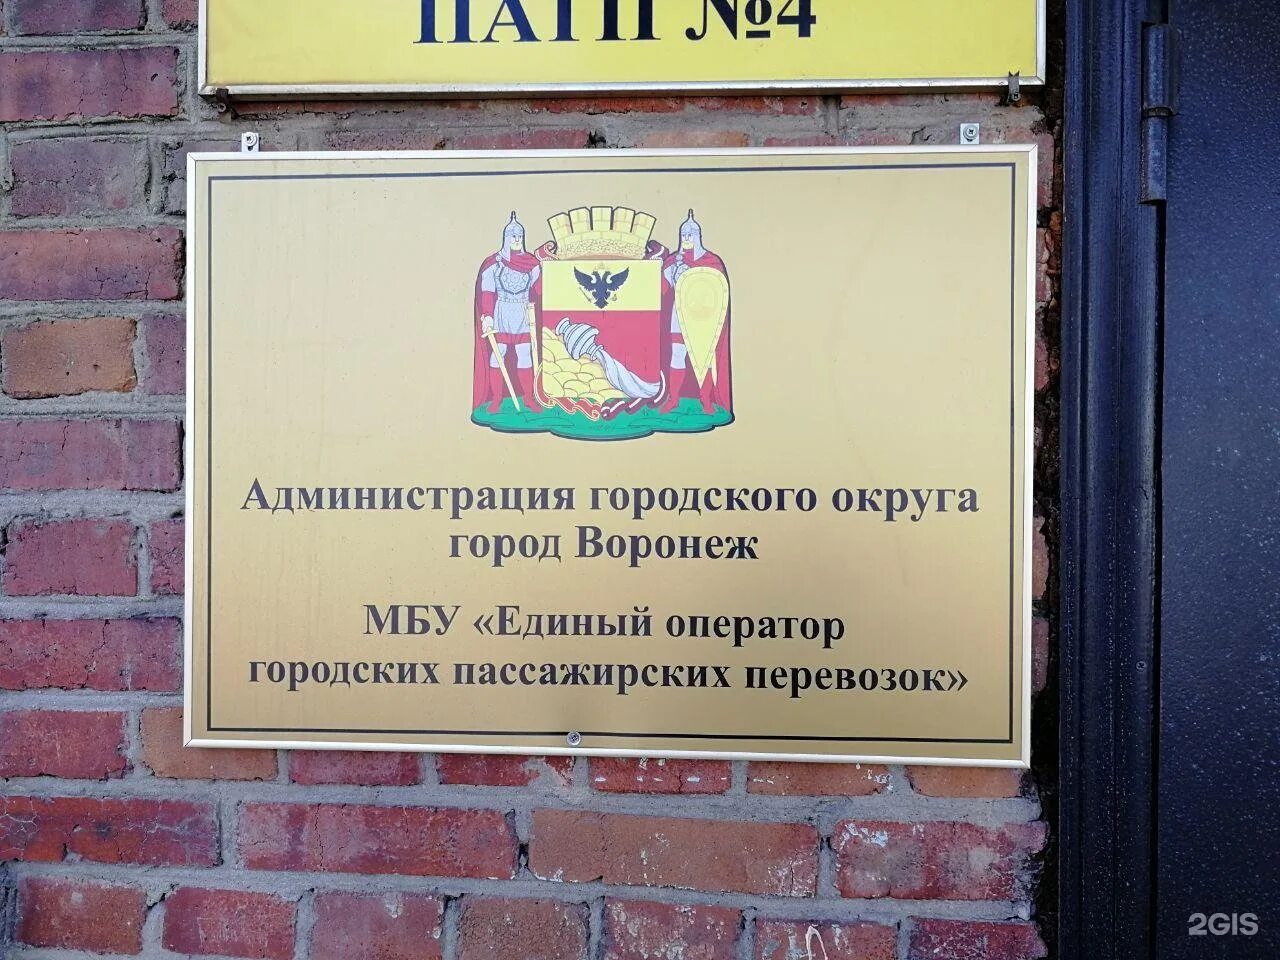 ПАТП №4
Администрация городского округа
город Воронеж
МБУ «Единый оператор
городских пассажирских перевозок»
2GIS